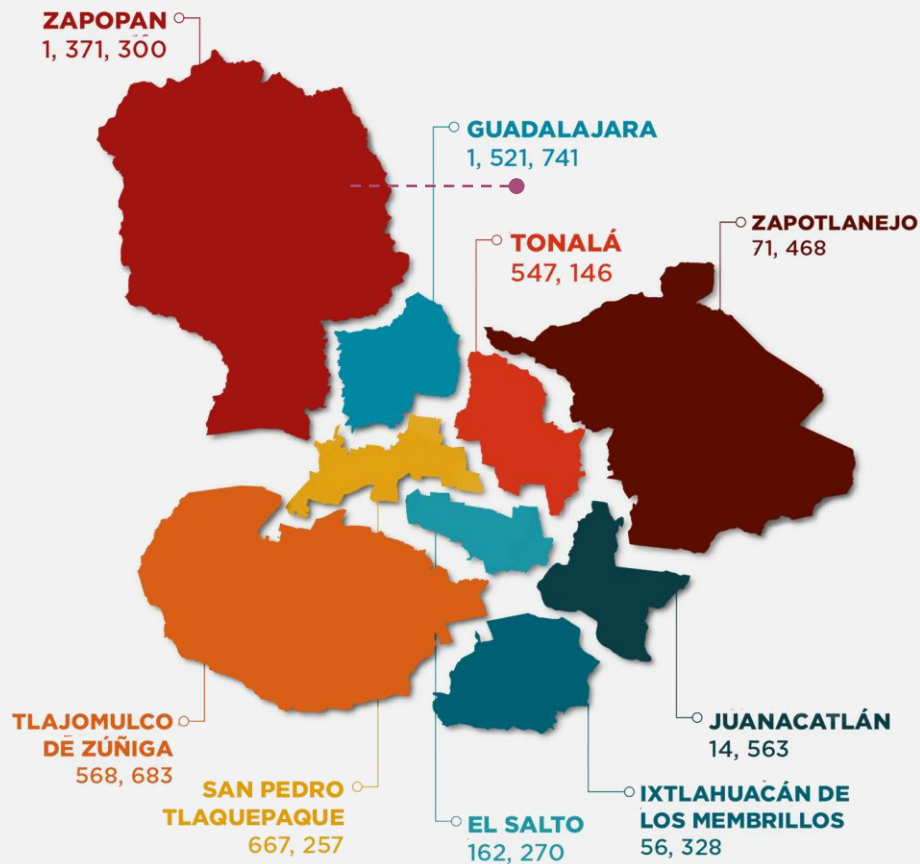 ZAPOPAN
1, 371, 300
GUADALAJARA
1, 521, 741
TONALÁ
547, 146
ZAPOTLANEJO
71, 468
TLAJOMULCO
DE ZÚÑIGA
568, 683
SAN PEDRO
TLAQUEPAQUE
667, 257
EL SALTO
162, 270
IXTLAHUACÁN DE
LOS MEMBRILLOS
56, 328
JUANACATLÁN
14, 563